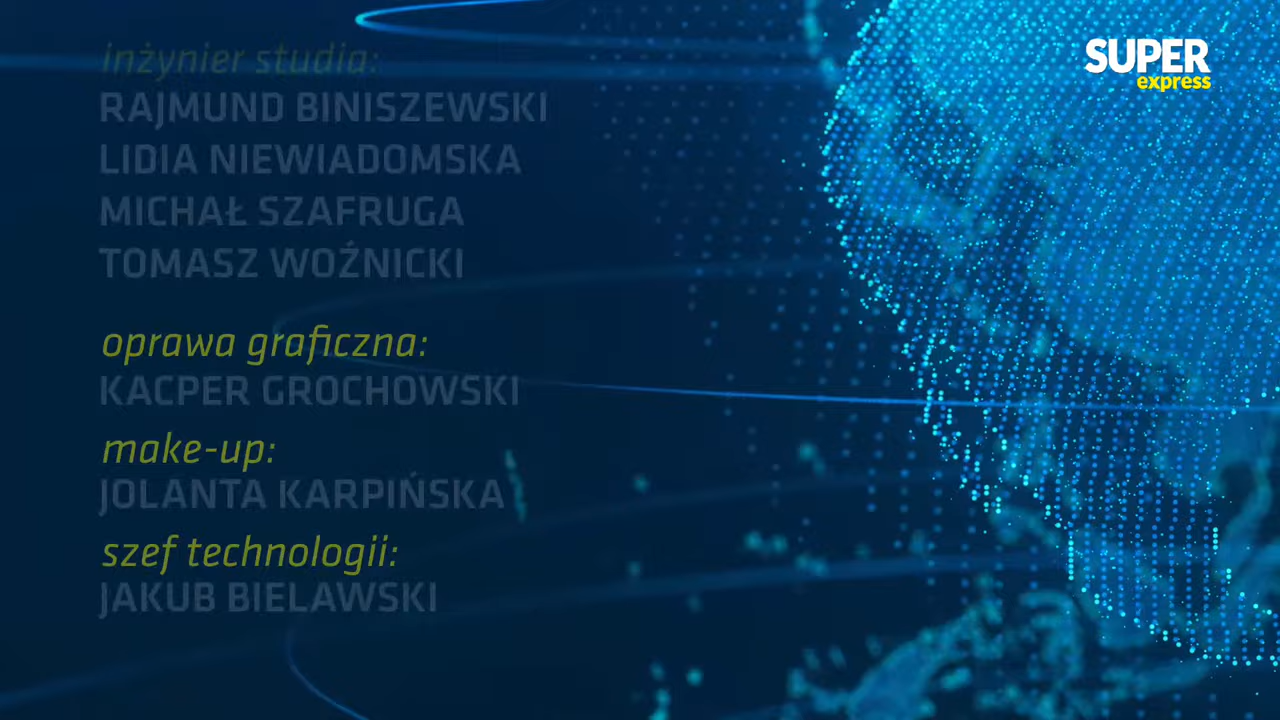 inżynier studia:
RAJMUND BINISZEWSKI
LIDIA NIEWIADOMSKA
MICHAŁ SZAFRUGA
TOMASZ WOŹNICKI
oprawa graficzna:
KACPER GROCHOWSKI
make-up:
JOLANTA KARPIŃSKA
szef technologii:
JAKUB BIELAWSKI
SUPER
express